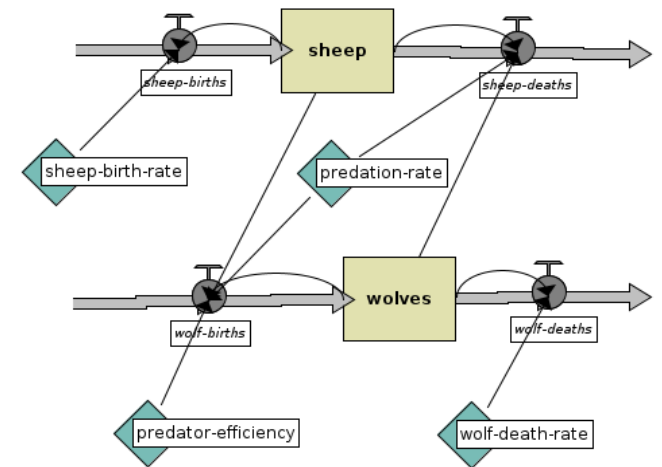 sheep
sheep-births
sheep-deaths
sheep-birth-rate
predation-rate
wolves
wolf-births
wolf-deaths
predator-efficiency
wolf-death-rate